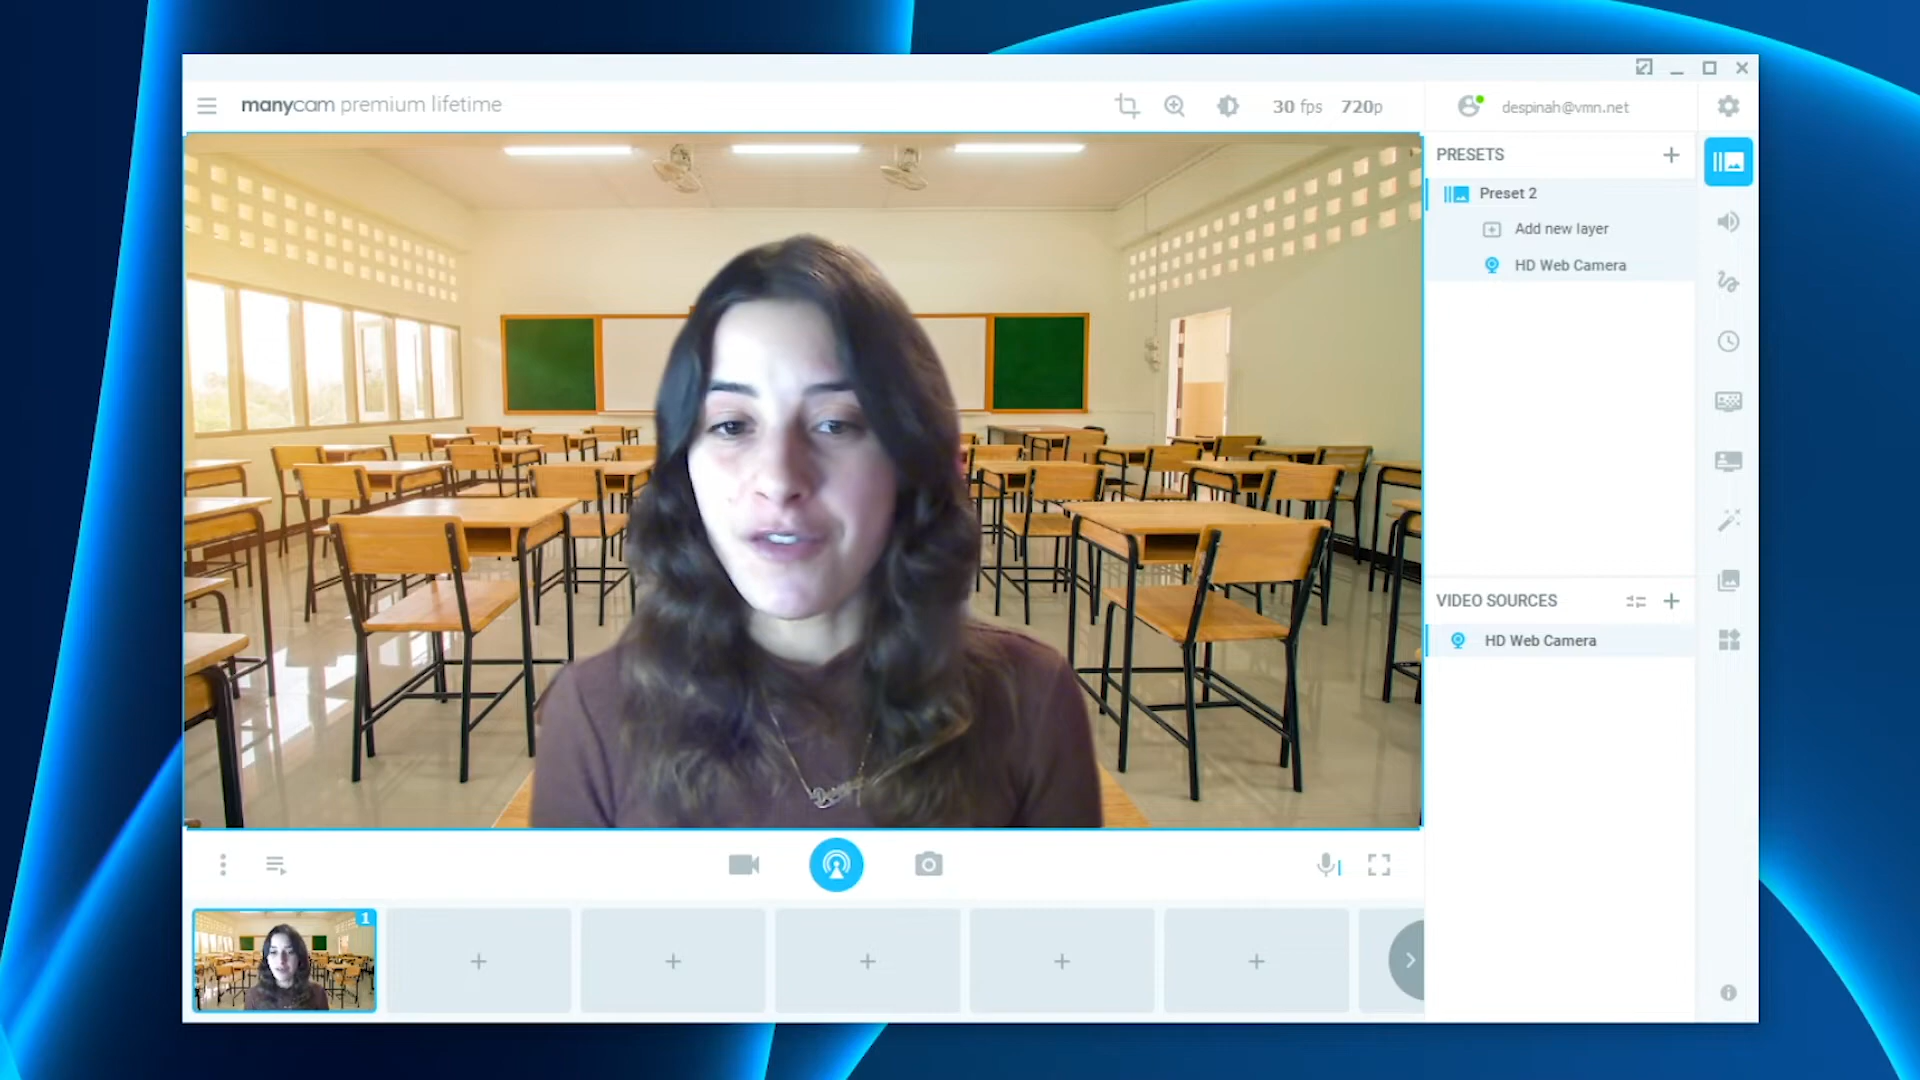 manycam premium lifetime
30 fps 720p
despinah@vmn.net
PRESETS
Preset 2
Add new layer
HD Web Camera
VIDEO SOURCES
HD Web Camera
1